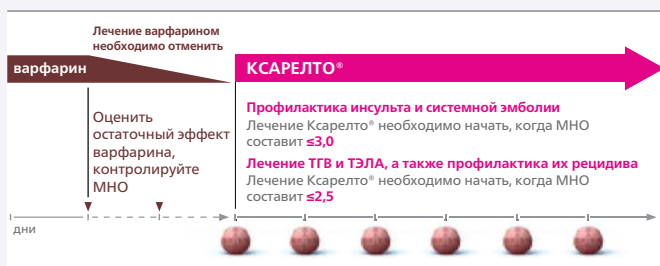 Лечение варфарином
необходимо отменить
варфарин
КСАРЕЛТО®
Оценить
остаточный эффект
варфарина,
контролируйте
МНО
Профилактика инсульта и системной эмболии
Лечение Ксарелто® необходимо начать, когда МНО
составит ≤3,0
Лечение ТГВ и ТЭЛА, а также профилактика их рецидива
Лечение Ксарелто® необходимо начать, когда МНО
составит ≤2,5
дни